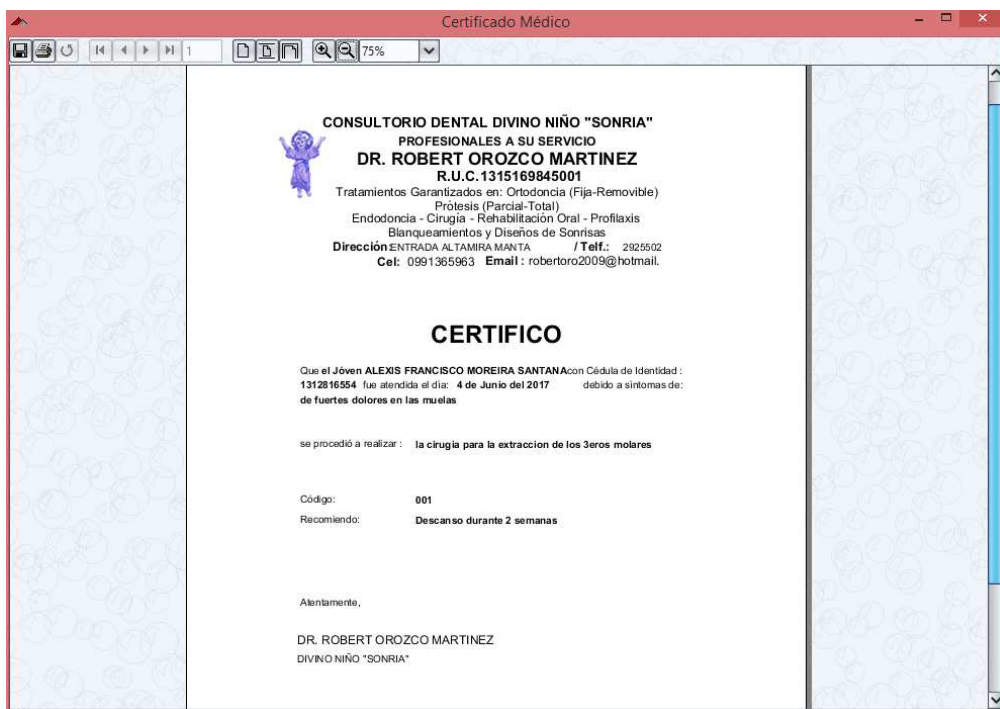 Certificado Médico
1
75%
CONSULTORIO DENTAL DIVINO NIÑO "SONRIA"
PROFESIONALES A SU SERVICIO
DR. ROBERT OROZCO MARTINEZ
R.U.C. 1315169845001
Tratamientos Garantizados en: Ortodoncia (Fija-Removible)
Prótesis (Parcial-Total)
Endodoncia - Cirugía - Rehabilitación Oral - Profilaxis
Blanqueamientos y Diseños de Sonrisas
Dirección: ENTRADA ALTAMIRA MANTA / Telf.: 2925502
Cel: 0991365963 Email : robertoro2009@hotmail.
CERTIFICO
Que el Jóven ALEXIS FRANCISCO MOREIRA SANTANA con Cédula de Identidad :
1312816554 fue atendida el día: 4 de Junio del 2017 debido a síntomas de:
de fuertes dolores en las muelas
se procedió a realizar : la cirugia para la extraccion de los 3eros molares
Código: 001
Recomiendo: Descanso durante 2 semanas
Atentamente,
DR. ROBERT OROZCO MARTINEZ
DIVINO NIÑO "SONRIA"